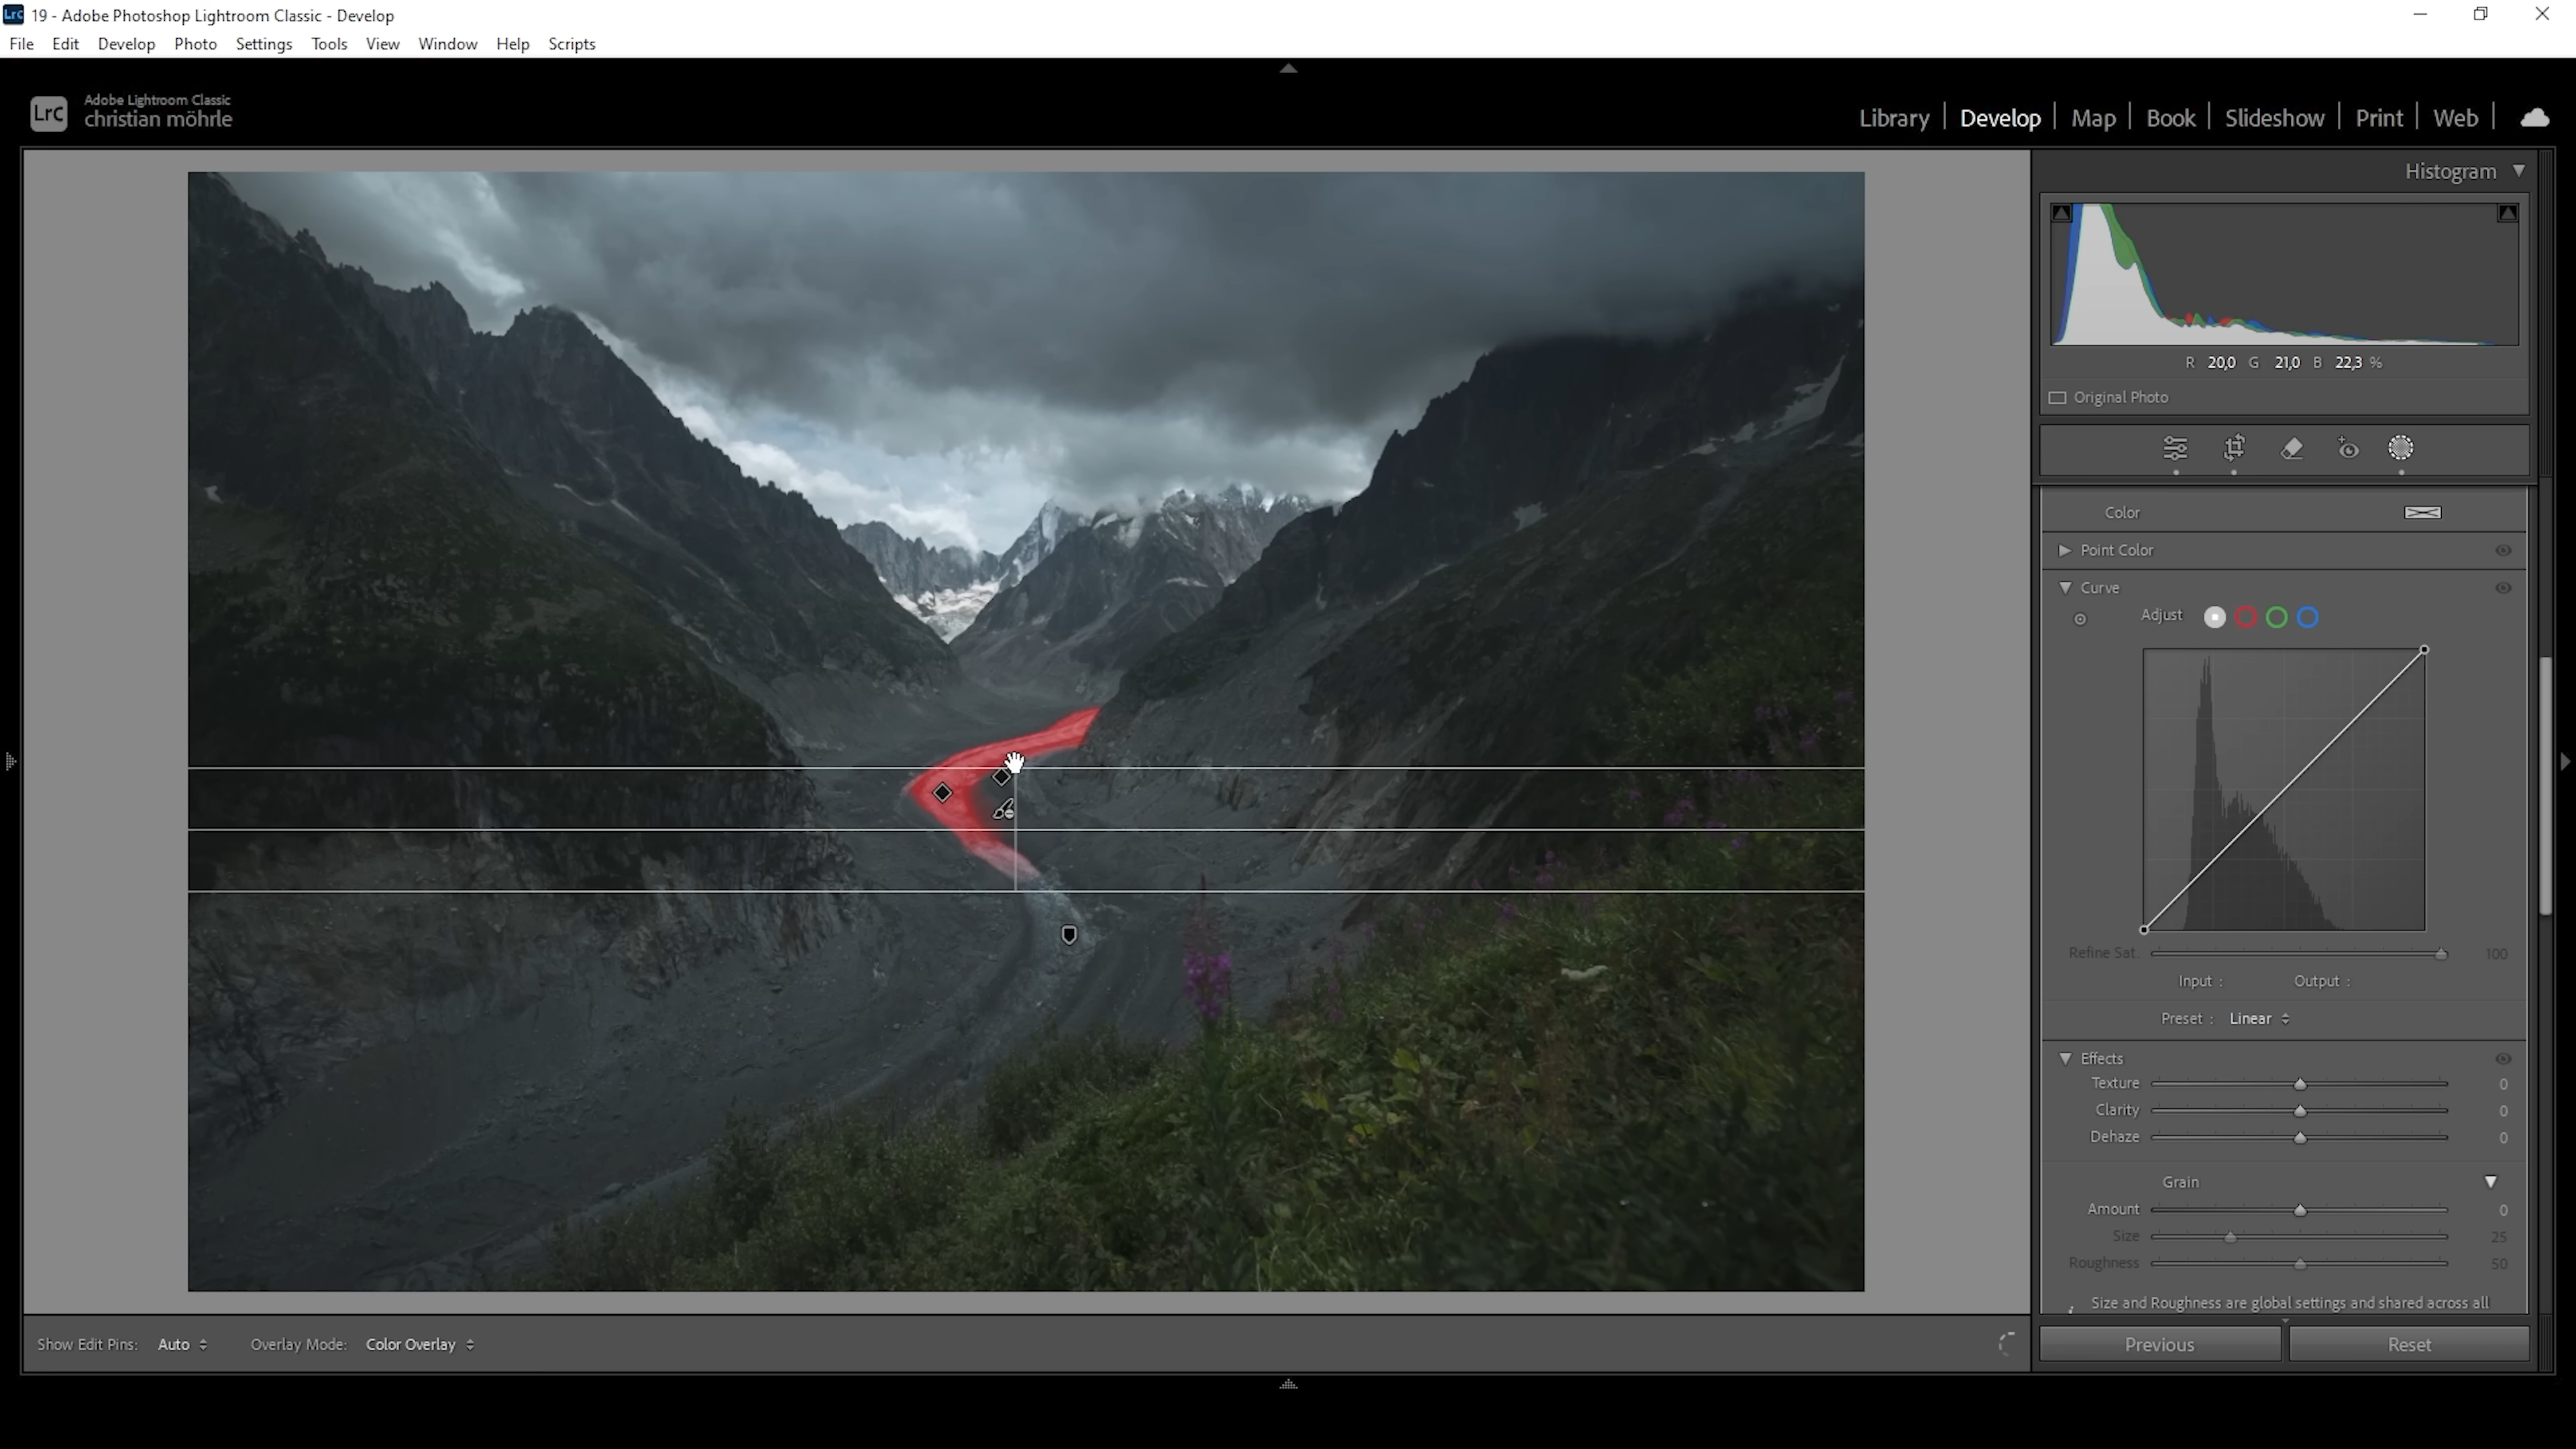 Lrc 19 - Adobe Photoshop Lightroom Classic - Develop
File Edit Develop Photo Settings Tools View Window Help Scripts
Lrc Adobe Lightroom Classic
christian möhrle
Library | Develop | Map | Book | Slideshow | Print | Web |
Histogram
R 20,0 G 21,0 B 22,3 %
Original Photo
Color
Point Color
Curve
Adjust
Refine Sat. 100
Input : Output :
Preset : Linear
Effects
Texture 0
Clarity 0
Dehaze 0
Grain
Amount 0
Size 25
Roughness 50
Size and Roughness are global settings and shared across all
Show Edit Pins: Auto Overlay Mode: Color Overlay
Previous Reset